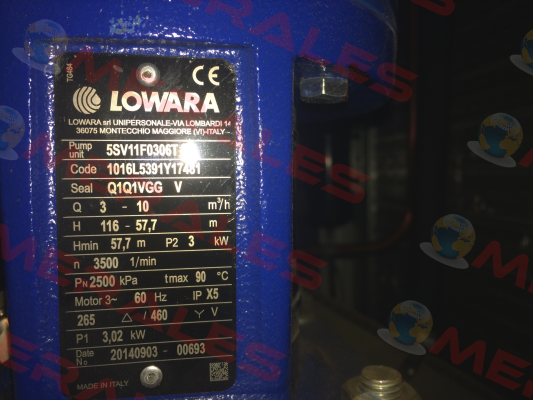 TG464
CE
LOWARA
LOWARA srl UNIPERSONALE-VIA LOMBARDI 14
36075 MONTECCHIO MAGGIORE (VI)-ITALY
Pump unit 5SV11F0306T
Code 1016L5391Y17481
Seal Q1Q1VGG V
Q 3 - 10 m³/h
H 116 - 57,7 m
Hmin 57,7 m P2 3 kW
n 3500 1/min
PN 2500 kPa tmax 90 °C
Motor 3~ 60 Hz IP X5
265 △ / 460 Y V
P1 3,02 kW
Date No 20140903 - 00693
MADE IN ITALY
MERALES